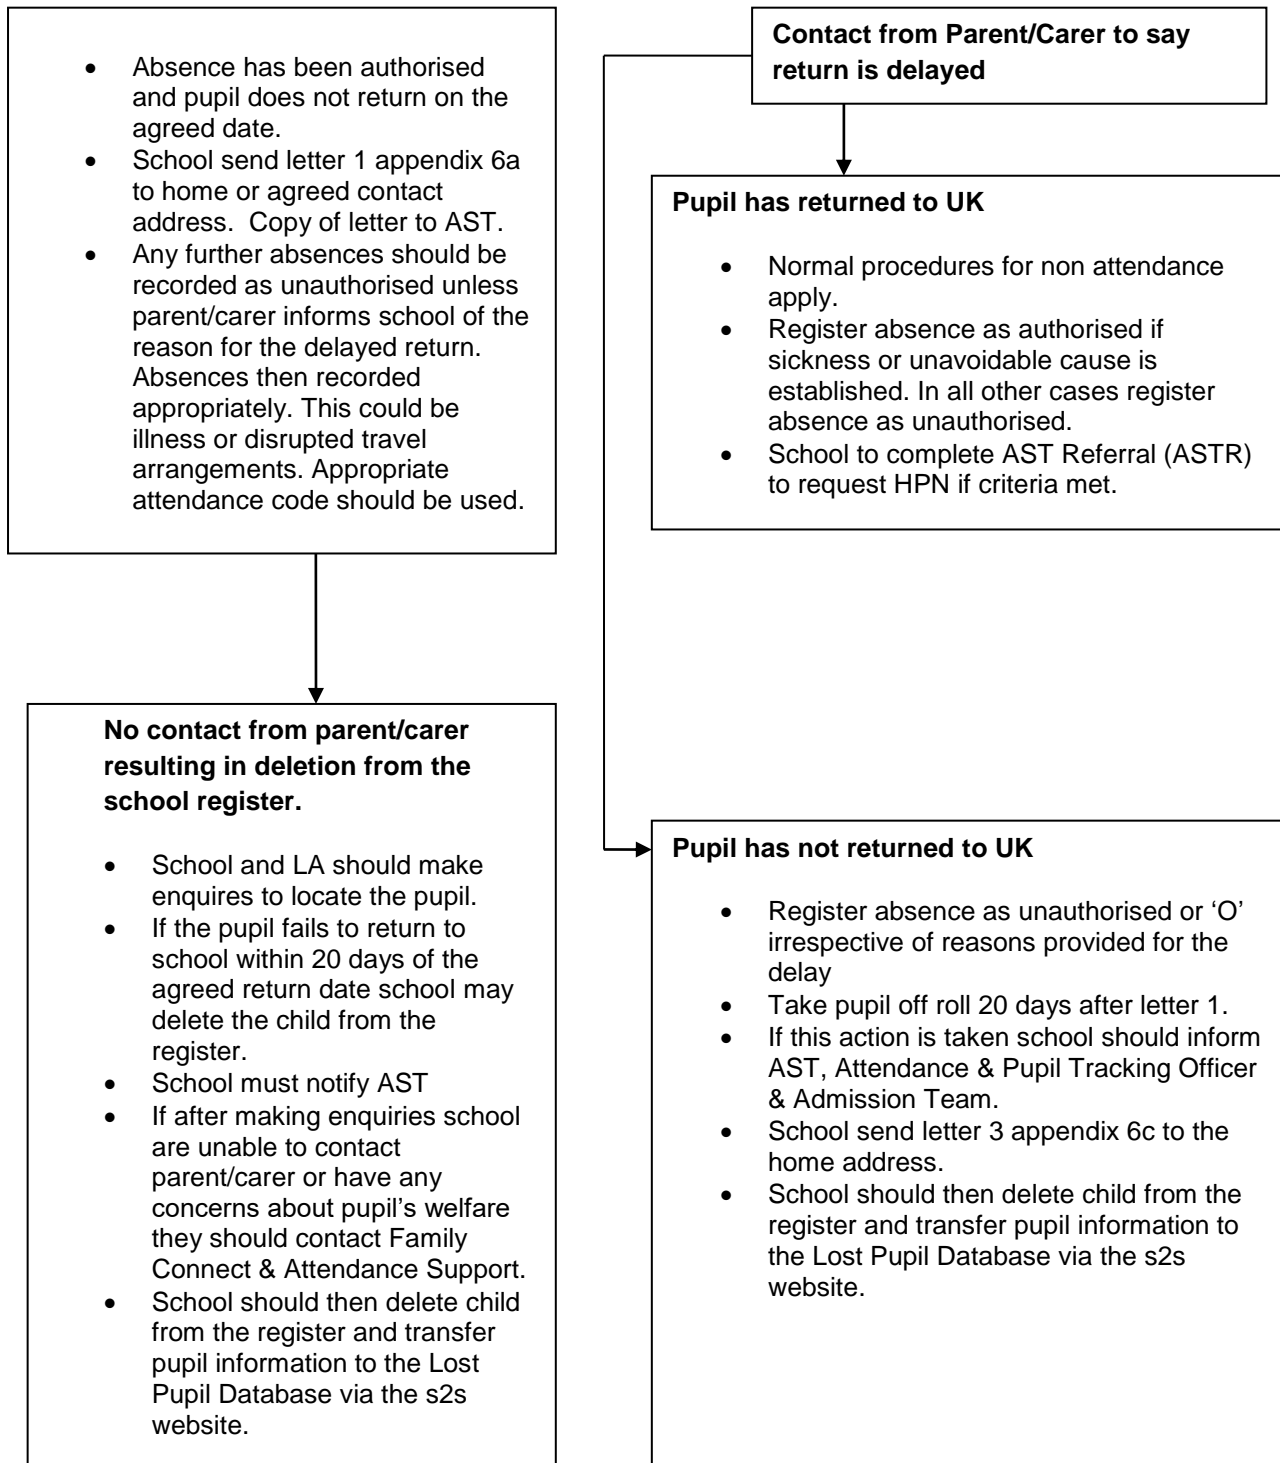 • Absence has been authorised
and pupil does not return on the
agreed date.
• School send letter 1 appendix 6a
to home or agreed contact
address.  Copy of letter to AST.
• Any further absences should be
recorded as unauthorised unless
parent/carer informs school of the
reason for the delayed return.
Absences then recorded
appropriately. This could be
illness or disrupted travel
arrangements. Appropriate
attendance code should be used.
No contact from parent/carer
resulting in deletion from the
school register.
• School and LA should make
enquires to locate the pupil.
• If the pupil fails to return to
school within 20 days of the
agreed return date school may
delete the child from the
register.
• School must notify AST
• If after making enquiries school
are unable to contact
parent/carer or have any
concerns about pupil’s welfare
they should contact Family
Connect & Attendance Support.
• School should then delete child
from the register and transfer
pupil information to the Lost
Pupil Database via the s2s
website.
Contact from Parent/Carer to say
return is delayed
Pupil has returned to UK
• Normal procedures for non attendance
apply.
• Register absence as authorised if
sickness or unavoidable cause is
established. In all other cases register
absence as unauthorised.
• School to complete AST Referral (ASTR)
to request HPN if criteria met.
Pupil has not returned to UK
• Register absence as unauthorised or ‘O’
irrespective of reasons provided for the
delay
• Take pupil off roll 20 days after letter 1.
• If this action is taken school should inform
AST, Attendance & Pupil Tracking Officer
& Admission Team.
• School send letter 3 appendix 6c to the
home address.
• School should then delete child from the
register and transfer pupil information to
the Lost Pupil Database via the s2s
website.